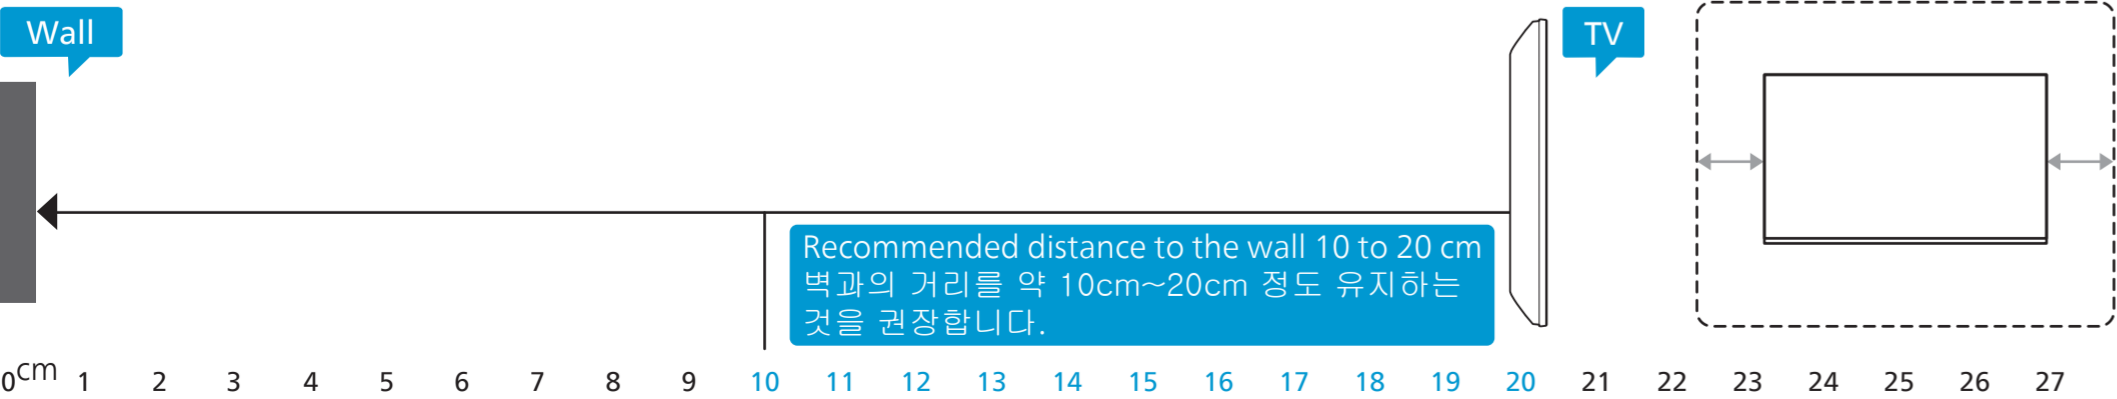 Wall
TV
Recommended distance to the wall 10 to 20 cm
벽과의 거리를 약 10cm~20cm 정도 유지하는
것을 권장합니다.
0cm 1 2 3 4 5 6 7 8 9 10 11 12 13 14 15 16 17 18 19 20 21 22 23 24 25 26 27